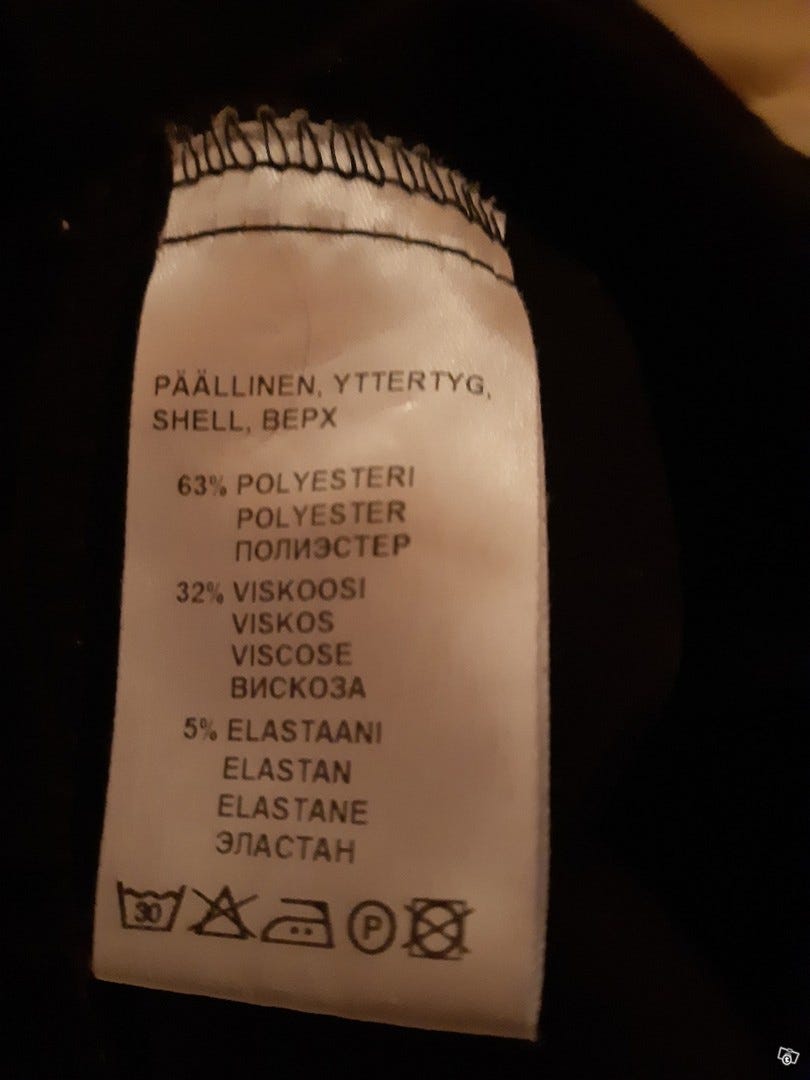 PÄÄLLINEN, YTTERTYG,
SHELL, ВЕРХ
63% POLYESTERI
POLYESTER
ПОЛИЭСТЕР
32% VISKOOSI
VISKOS
VISCOSE
ВИСКОЗА
5% ELASTAANI
ELASTAN
ELASTANE
ЭЛАСТАН
30 P